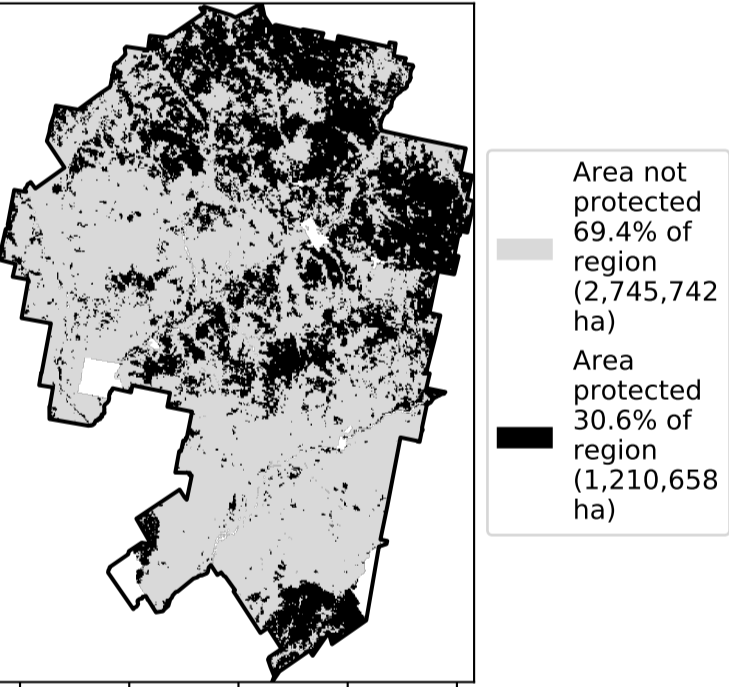 Area not
protected
69.4% of
region
(2,745,742
ha)
Area
protected
30.6% of
region
(1,210,658
ha)